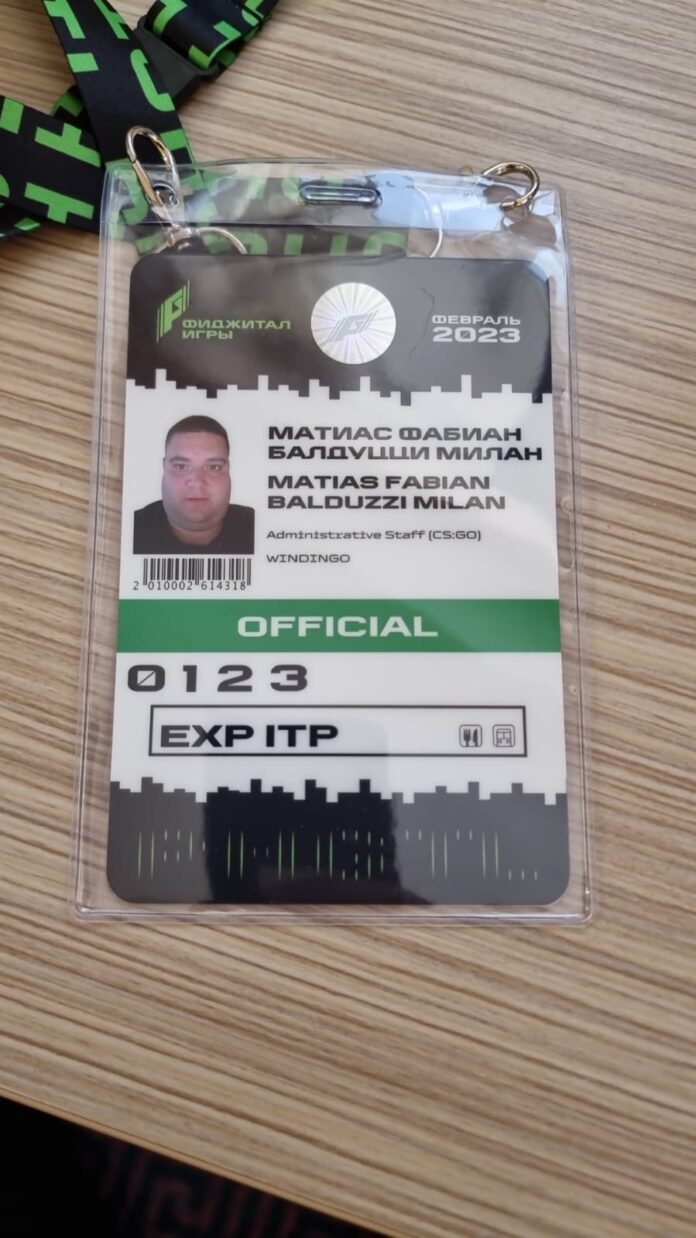 ФИДЖИТАЛ
ИГРЫ
ФЕВРАЛЬ
2023
МАТИАС ФАБИАН
БАЛДУЦЦИ МИЛАН
MATIAS FABIAN
BALDUZZI MILAN
Administrative Staff (CS:GO)
WINDINGO
2 010002 614318
OFFICIAL
0123
EXP ITP